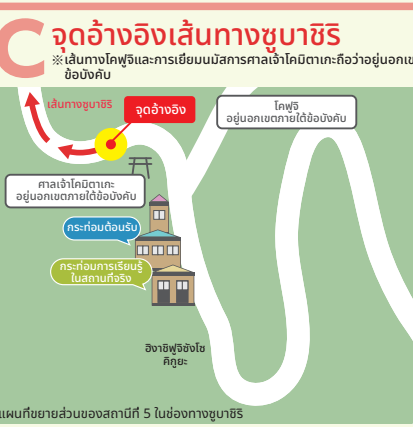 C
จุดอ้างอิงเส้นทางซูบาชิริ
※เส้นทางโคฟูจิและการเยี่ยมนมัสการศาลเจ้าโคมิตาเกะถือว่าอยู่นอกเข
ข้อบังคับ
เส้นทางซูบาชิริ
จุดอ้างอิง
โคฟูจิ
อยู่นอกเขตภายใต้ข้อบังคับ
ศาลเจ้าโคมิตาเกะ
อยู่นอกเขตภายใต้ข้อบังคับ
กระท่อมต้อนรับ
กระท่อมการเรียนรู้
ในสถานที่จริง
ฮิงาชิฟูจิซังโซ
คิกุยะ
แผนที่ขยายส่วนของสถานีที่ 5 ในช่องทางซูบาชิริ